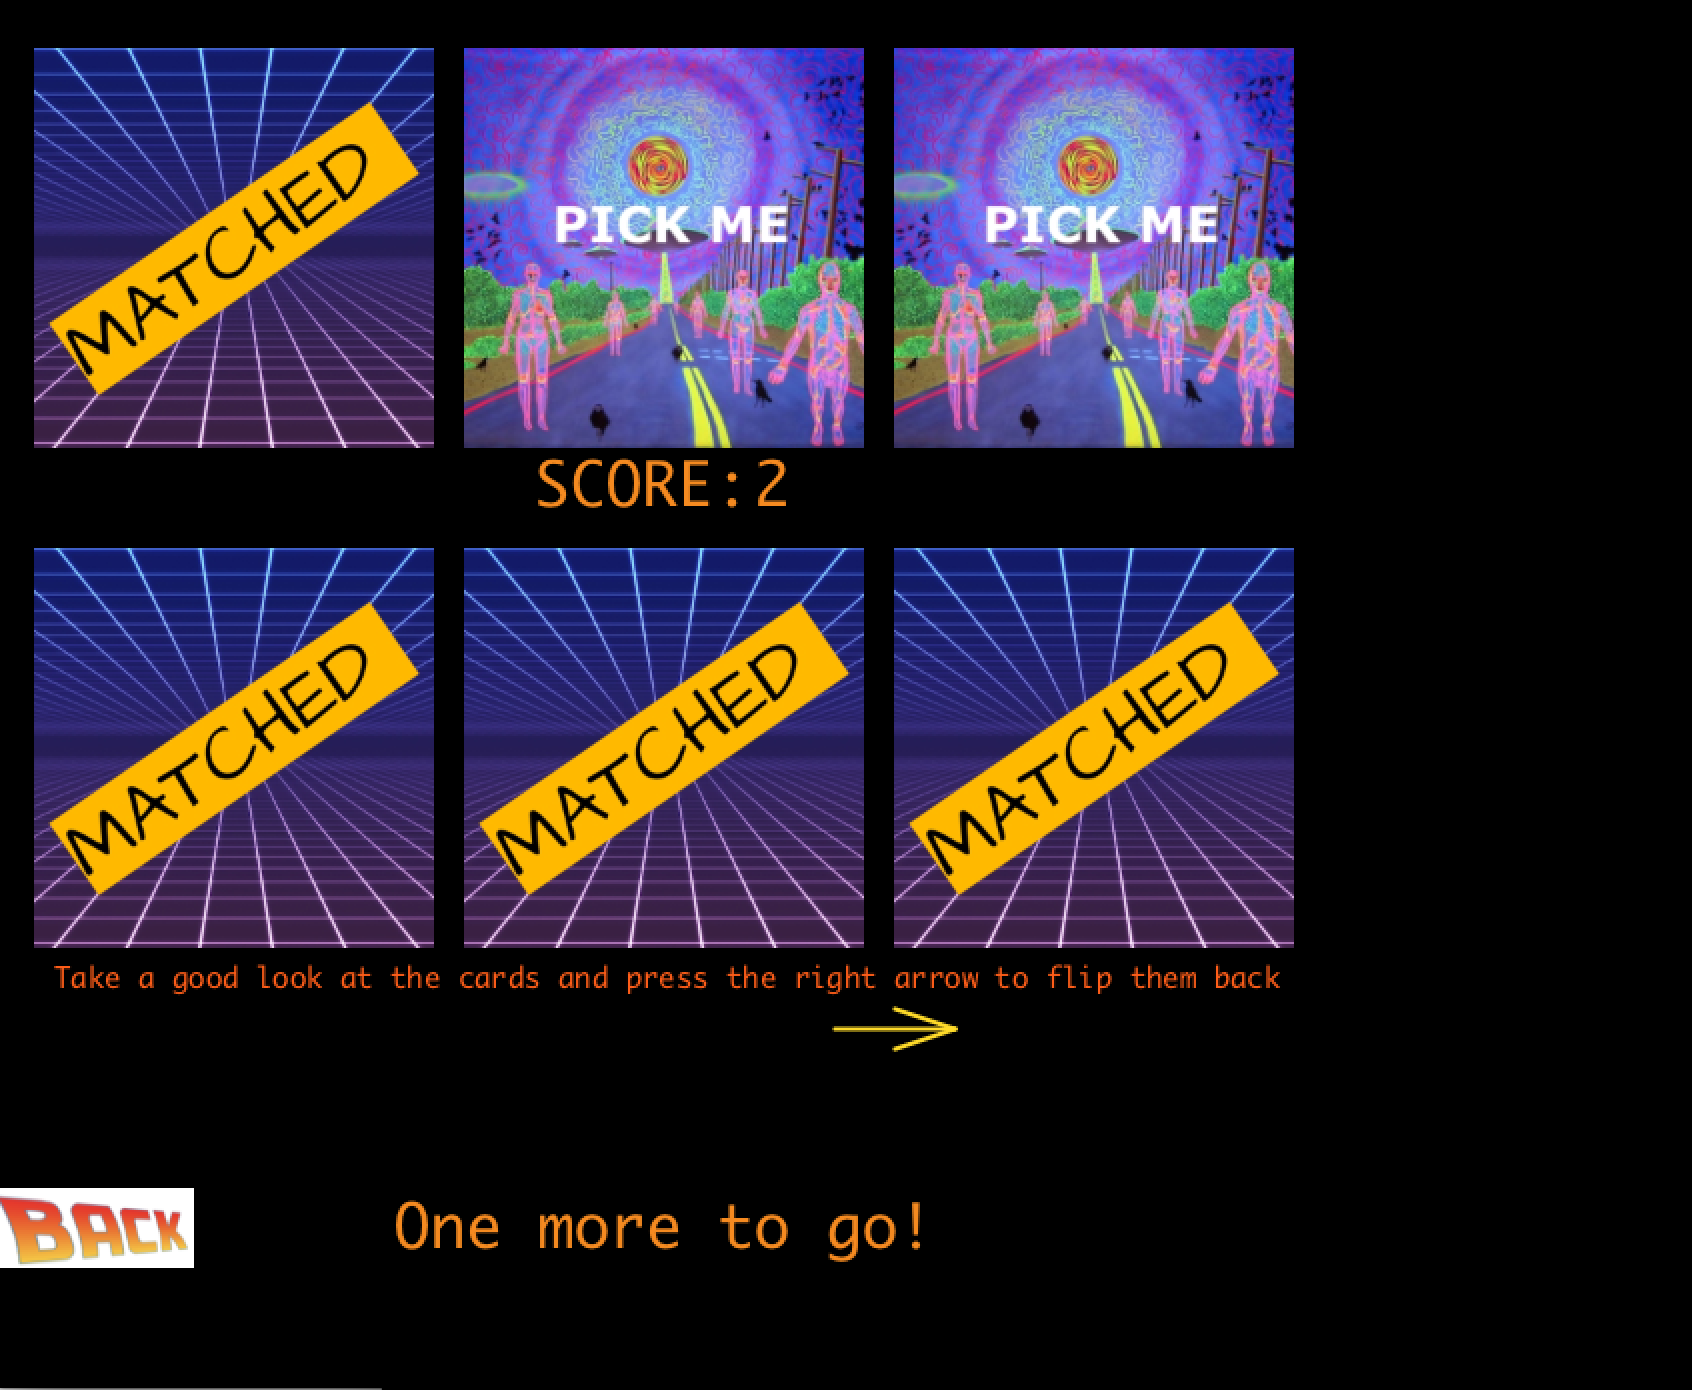 MATCHED
PICK ME
PICK ME
SCORE:2
MATCHED
MATCHED
MATCHED
Take a good look at the cards and press the right arrow to flip them back
BACK
One more to go!